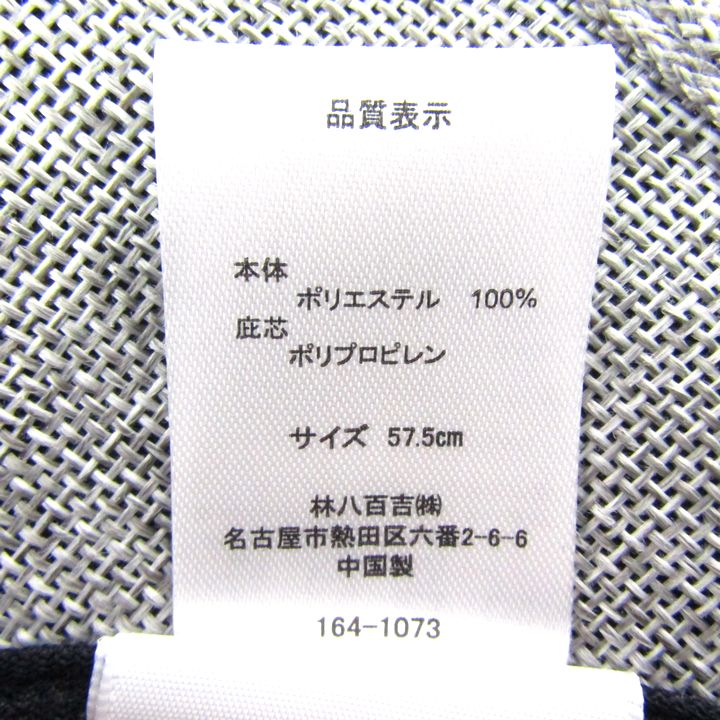 品質表示
本体
ポリエステル 100%
庇芯
ポリプロピレン
サイズ 57.5cm
林八百吉㈱
名古屋市熱田区六番2-6-6
中国製
164-1073